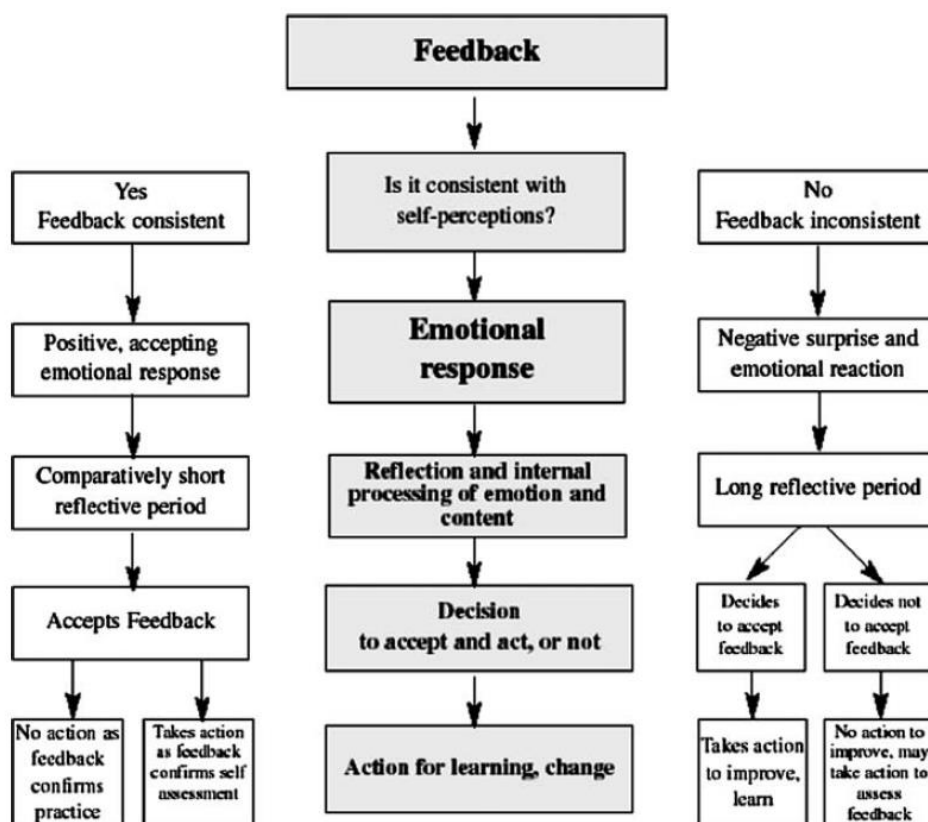 Feedback
Is it consistent with
self-perceptions?
Emotional
response
Reflection and internal
processing of emotion and
content
Decision
to accept and act, or not
Action for learning, change
Yes
Feedback consistent
Positive, accepting
emotional response
Comparatively short
reflective period
Accepts Feedback
No action as
feedback
confirms
practice
Takes action
as feedback
confirms self
assessment
No
Feedback inconsistent
Negative surprise and
emotional reaction
Long reflective period
Decides
to accept
feedback
Decides not
to accept
feedback
Takes action
to improve,
learn
No action to
improve, may
take action to
assess
feedback